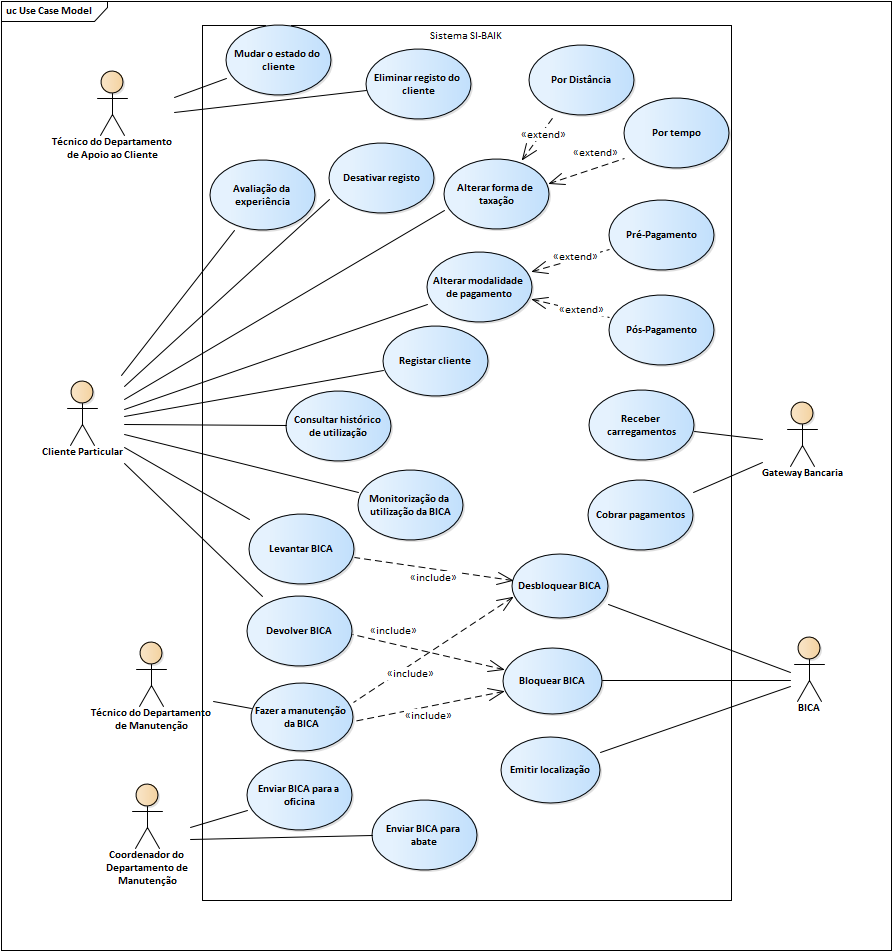 uc Use Case Model
Sistema SI-BAIK
Mudar o estado do
cliente
Eliminar registo do
cliente
Por Distância
Por tempo
«extend»
«extend»
Técnico do Departamento
de Apoio ao Cliente
Avaliação da
experiência
Desativar registo
Alterar forma de
taxação
Pré-Pagamento
«extend»
Alterar modalidade
de pagamento
«extend»
Pós-Pagamento
Registar cliente
Consultar histórico
de utilização
Receber
carregamentos
Cliente Particular
Gateway Bancaria
Monitorização da
utilização da BICA
Cobrar pagamentos
Levantar BICA
«include»
Desbloquear BICA
Devolver BICA
«include»
«include»
Bloquear BICA
BICA
Técnico do Departamento
de Manutenção
Fazer a manutenção
da BICA
«include»
Emitir localização
Enviar BICA para a
oficina
Enviar BICA para
abate
Coordenador do
Departamento de
Manutenção